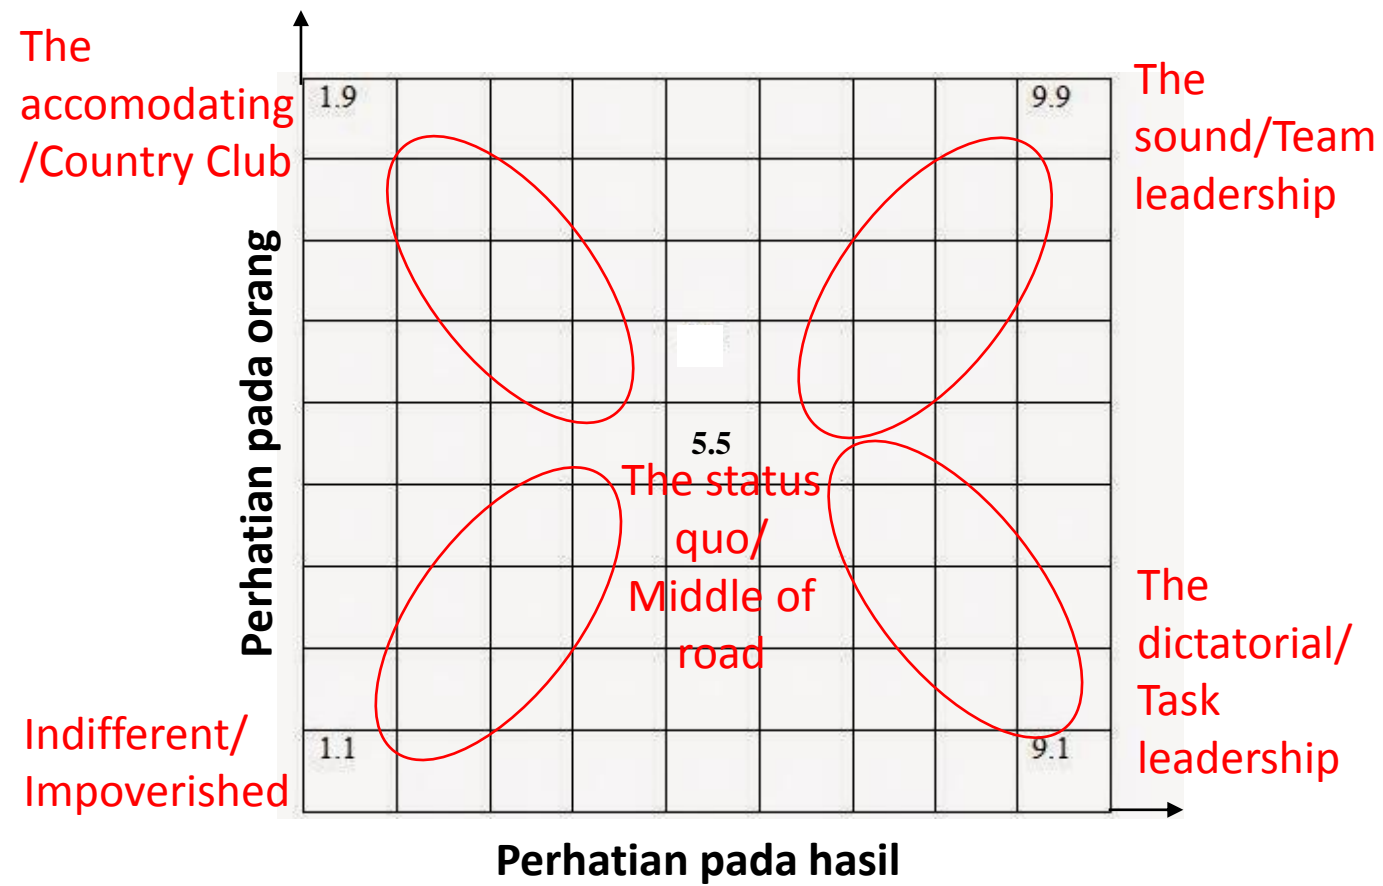 The
accomodating
/Country Club
1.9
9.9
The
sound/Team
leadership
Perhatian pada orang
5.5
The status
quo/
Middle of
road
Indifferent/
Impoverished
1.1
9.1
The
dictatorial/
Task
leadership
Perhatian pada hasil